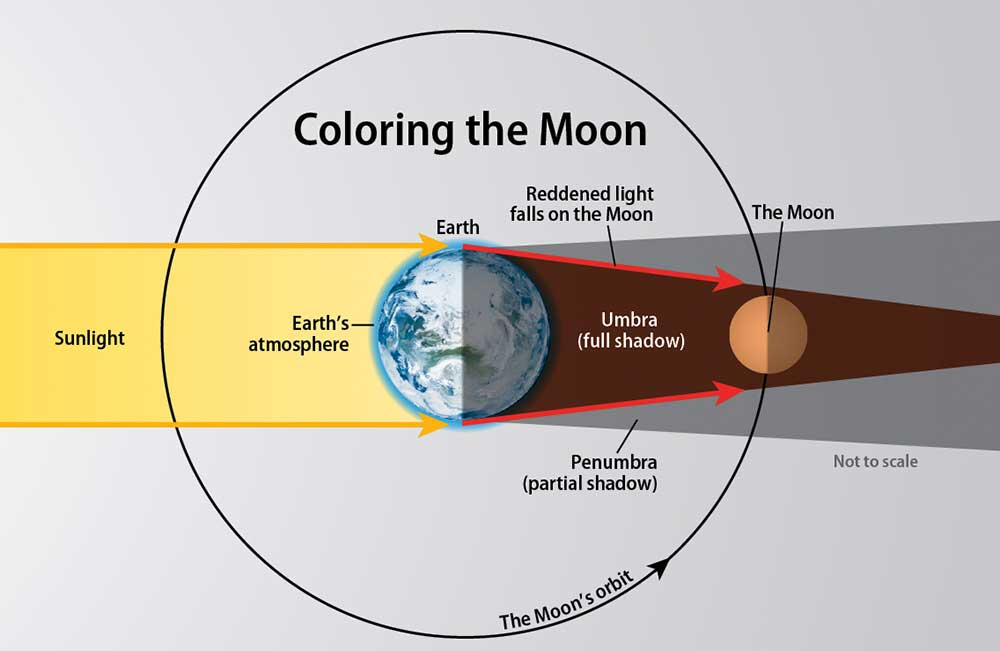 Coloring the Moon
Reddened light
falls on the Moon
The Moon
Earth
Sunlight
Earth's
atmosphere
Umbra
(full shadow)
Penumbra
(partial shadow)
Not to scale
The Moon's orbit